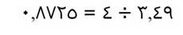 ٣,٤٩ ÷ ٤ = ٠,٨٧٢٥